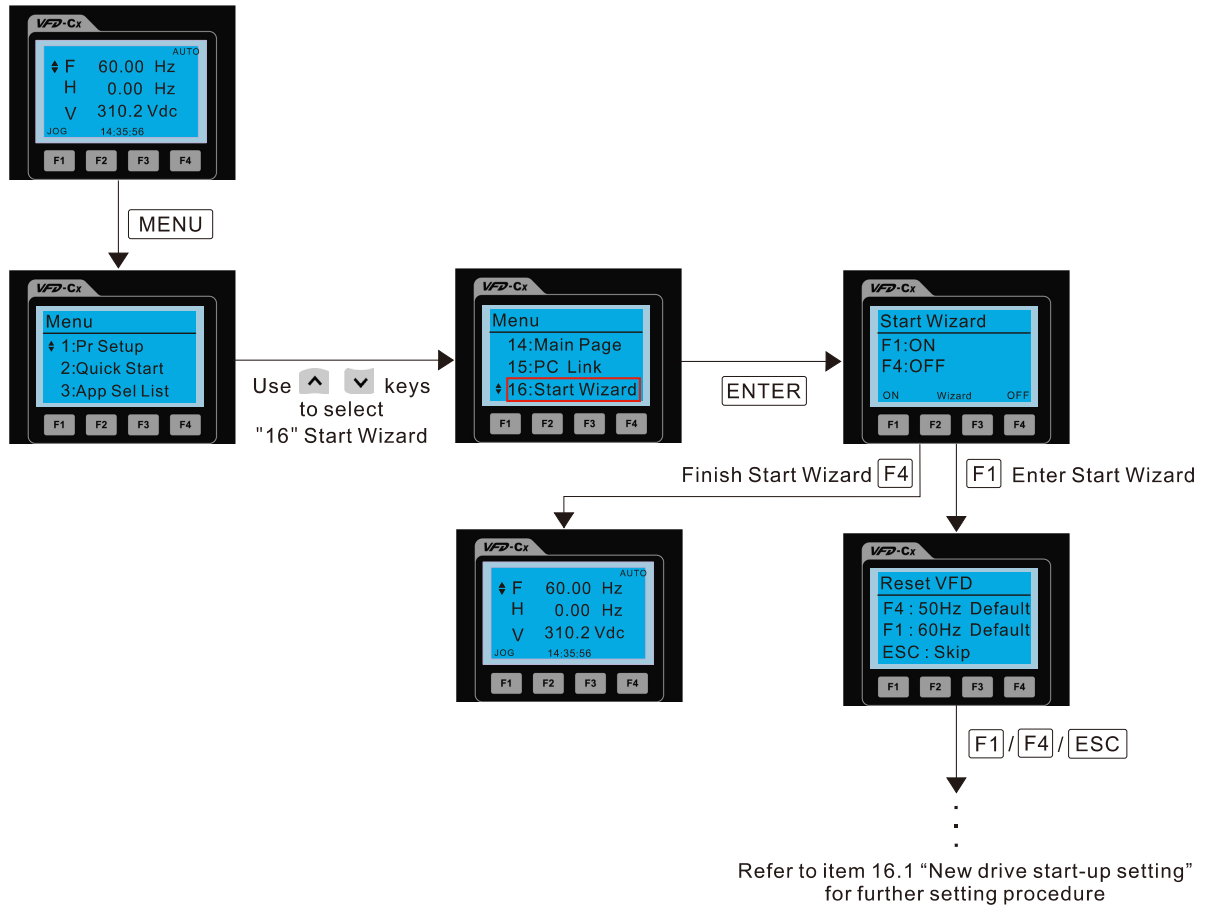 VFD-Cx
AUTO
F 60.00 Hz
H 0.00 Hz
V 310.2 Vdc
JOG 14:35:56
F1 F2 F3 F4
MENU
VFD-Cx
Menu
1:Pr Setup
2:Quick Start
3:App Sel List
F1 F2 F3 F4
Use keys
to select
"16" Start Wizard
VFD-Cx
Menu
14:Main Page
15:PC Link
16:Start Wizard
F1 F2 F3 F4
ENTER
VFD-Cx
Start Wizard
F1:ON
F4:OFF
ON Wizard OFF
F1 F2 F3 F4
Finish Start Wizard F4
F1 Enter Start Wizard
VFD-Cx
AUTO
F 60.00 Hz
H 0.00 Hz
V 310.2 Vdc
JOG 14:35:56
F1 F2 F3 F4
VFD-Cx
Reset VFD
F4 : 50Hz Default
F1 : 60Hz Default
ESC : Skip
F1 F2 F3 F4
F1 / F4 / ESC
Refer to item 16.1 “New drive start-up setting”
for further setting procedure